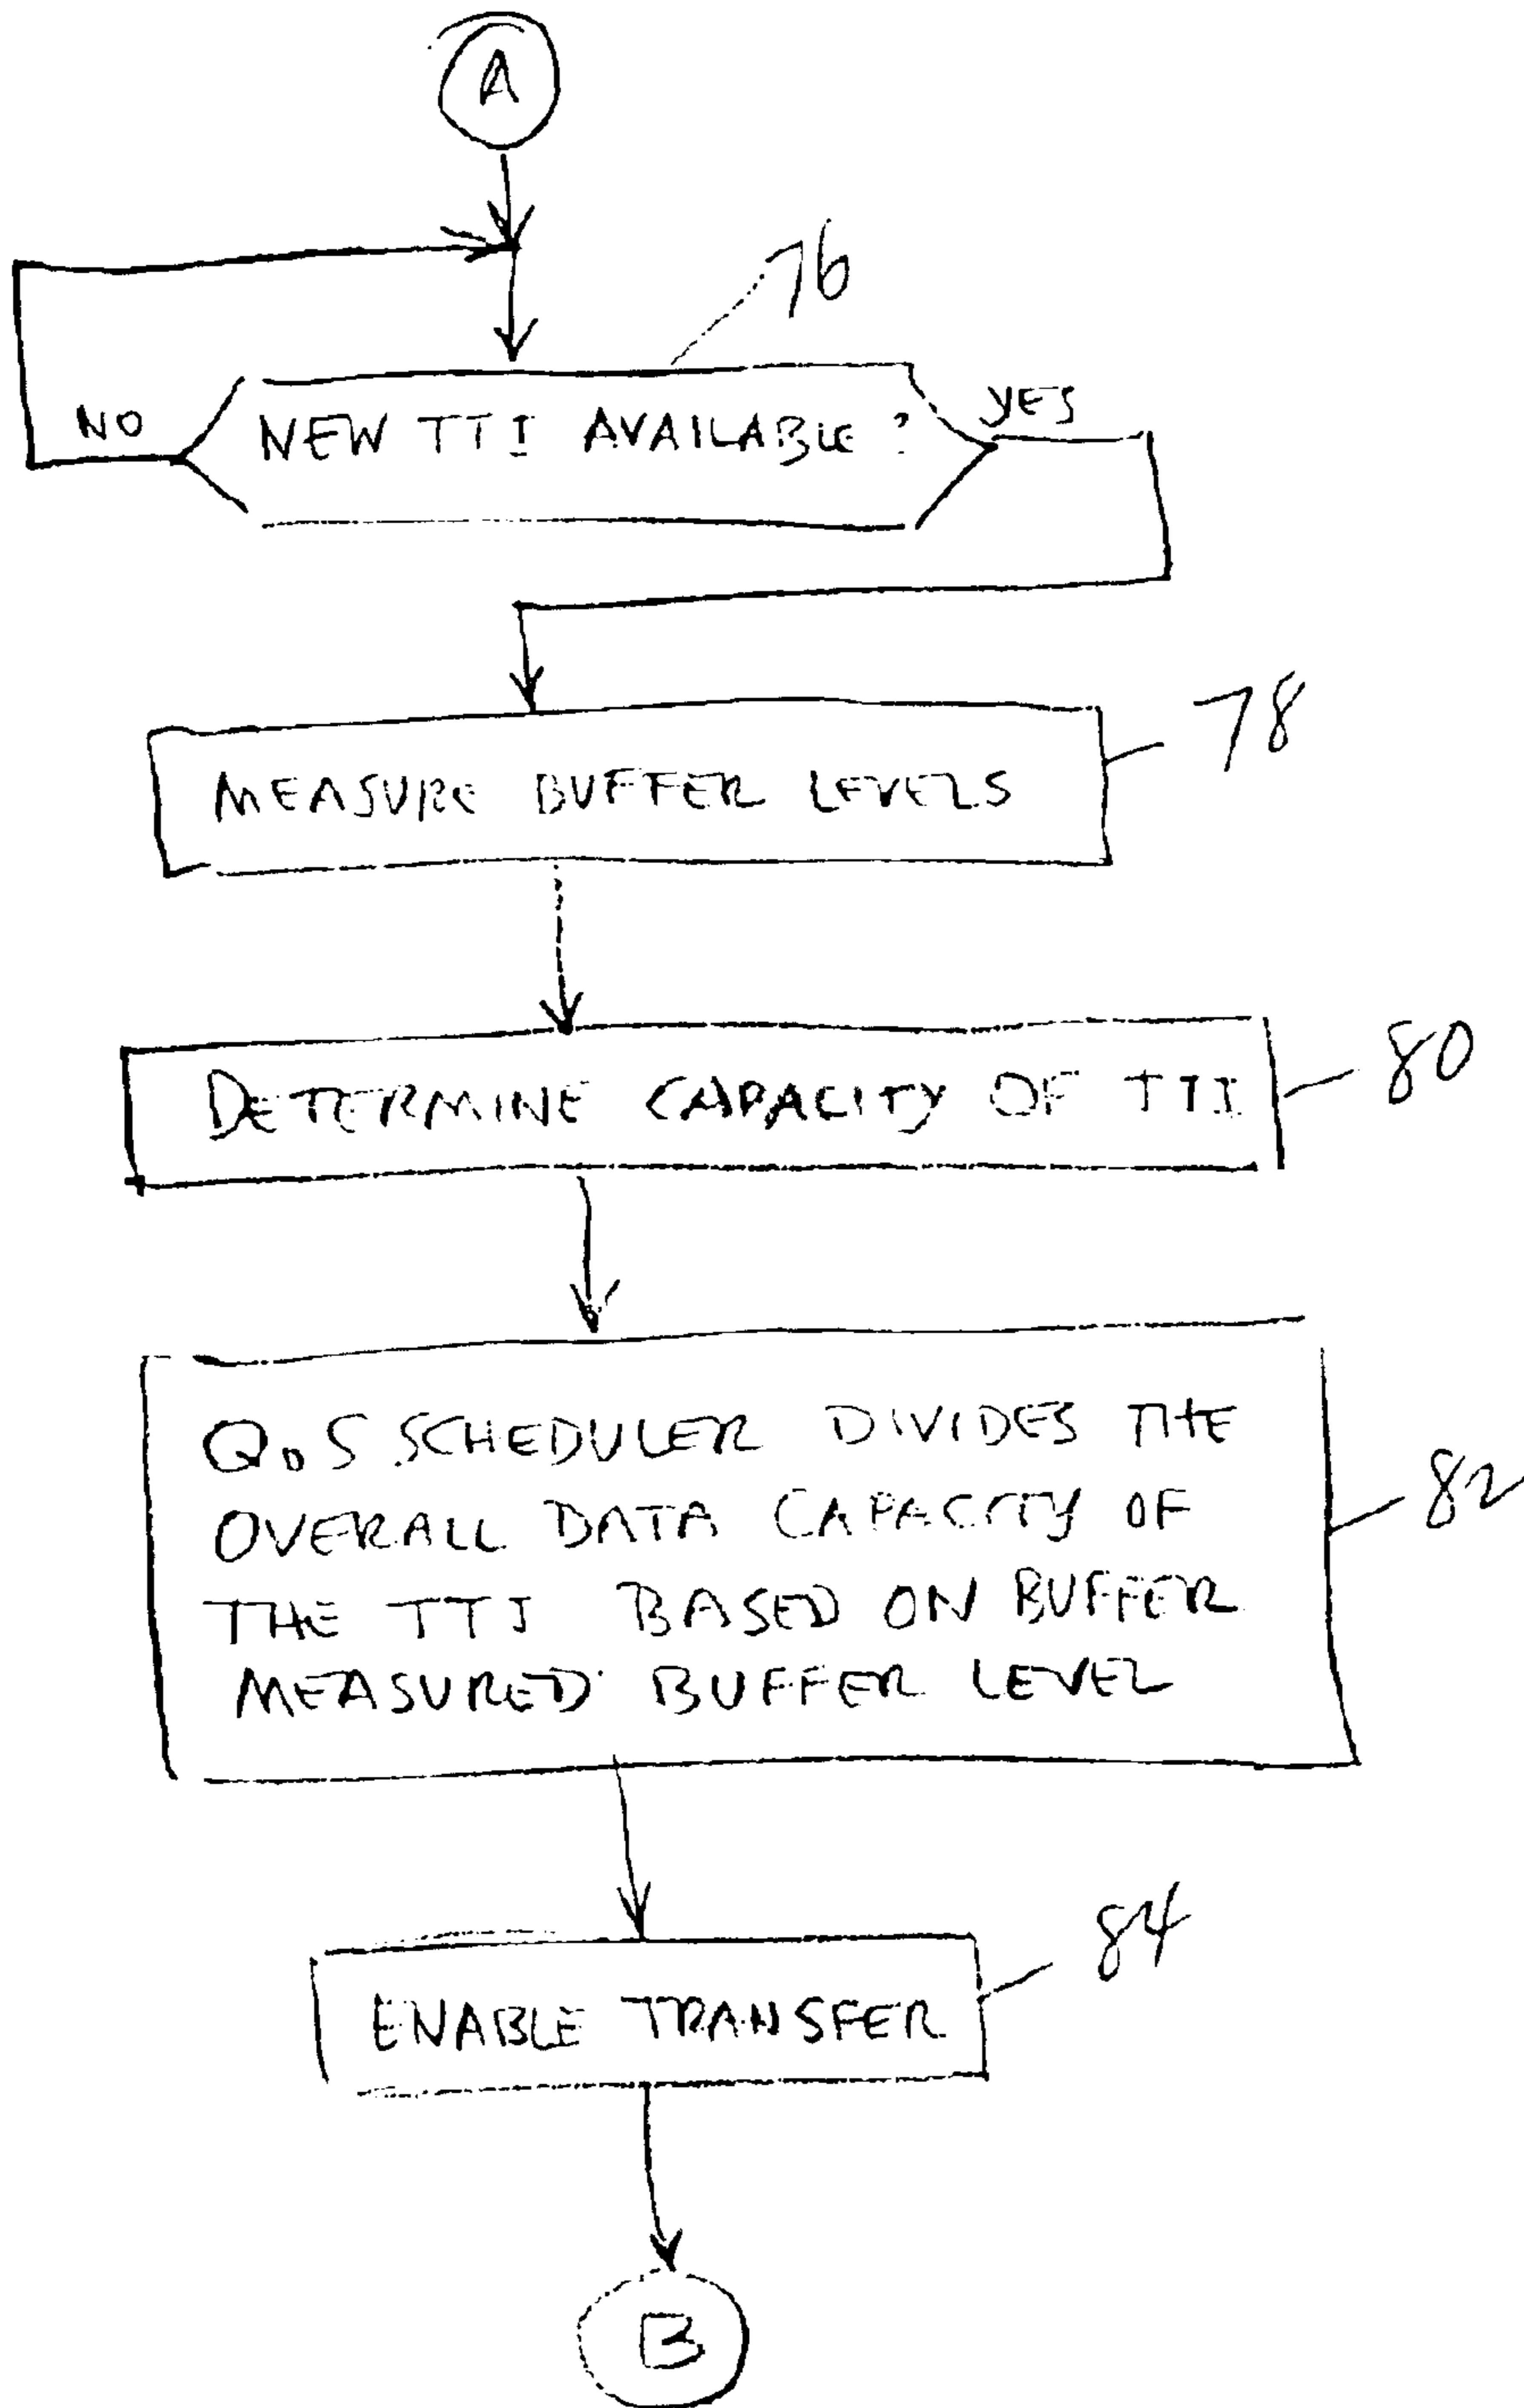 A
76
NO
NEW TTI AVAILABLE?
YES
78
MEASURE BUFFER LEVELS
80
DETERMINE CAPACITY OF TTI
QoS SCHEDULER DIVIDES THE
OVERALL DATA CAPACITY OF
THE TTI BASED ON BUFFER
MEASURED BUFFER LEVEL
82
84
ENABLE TRANSFER
B